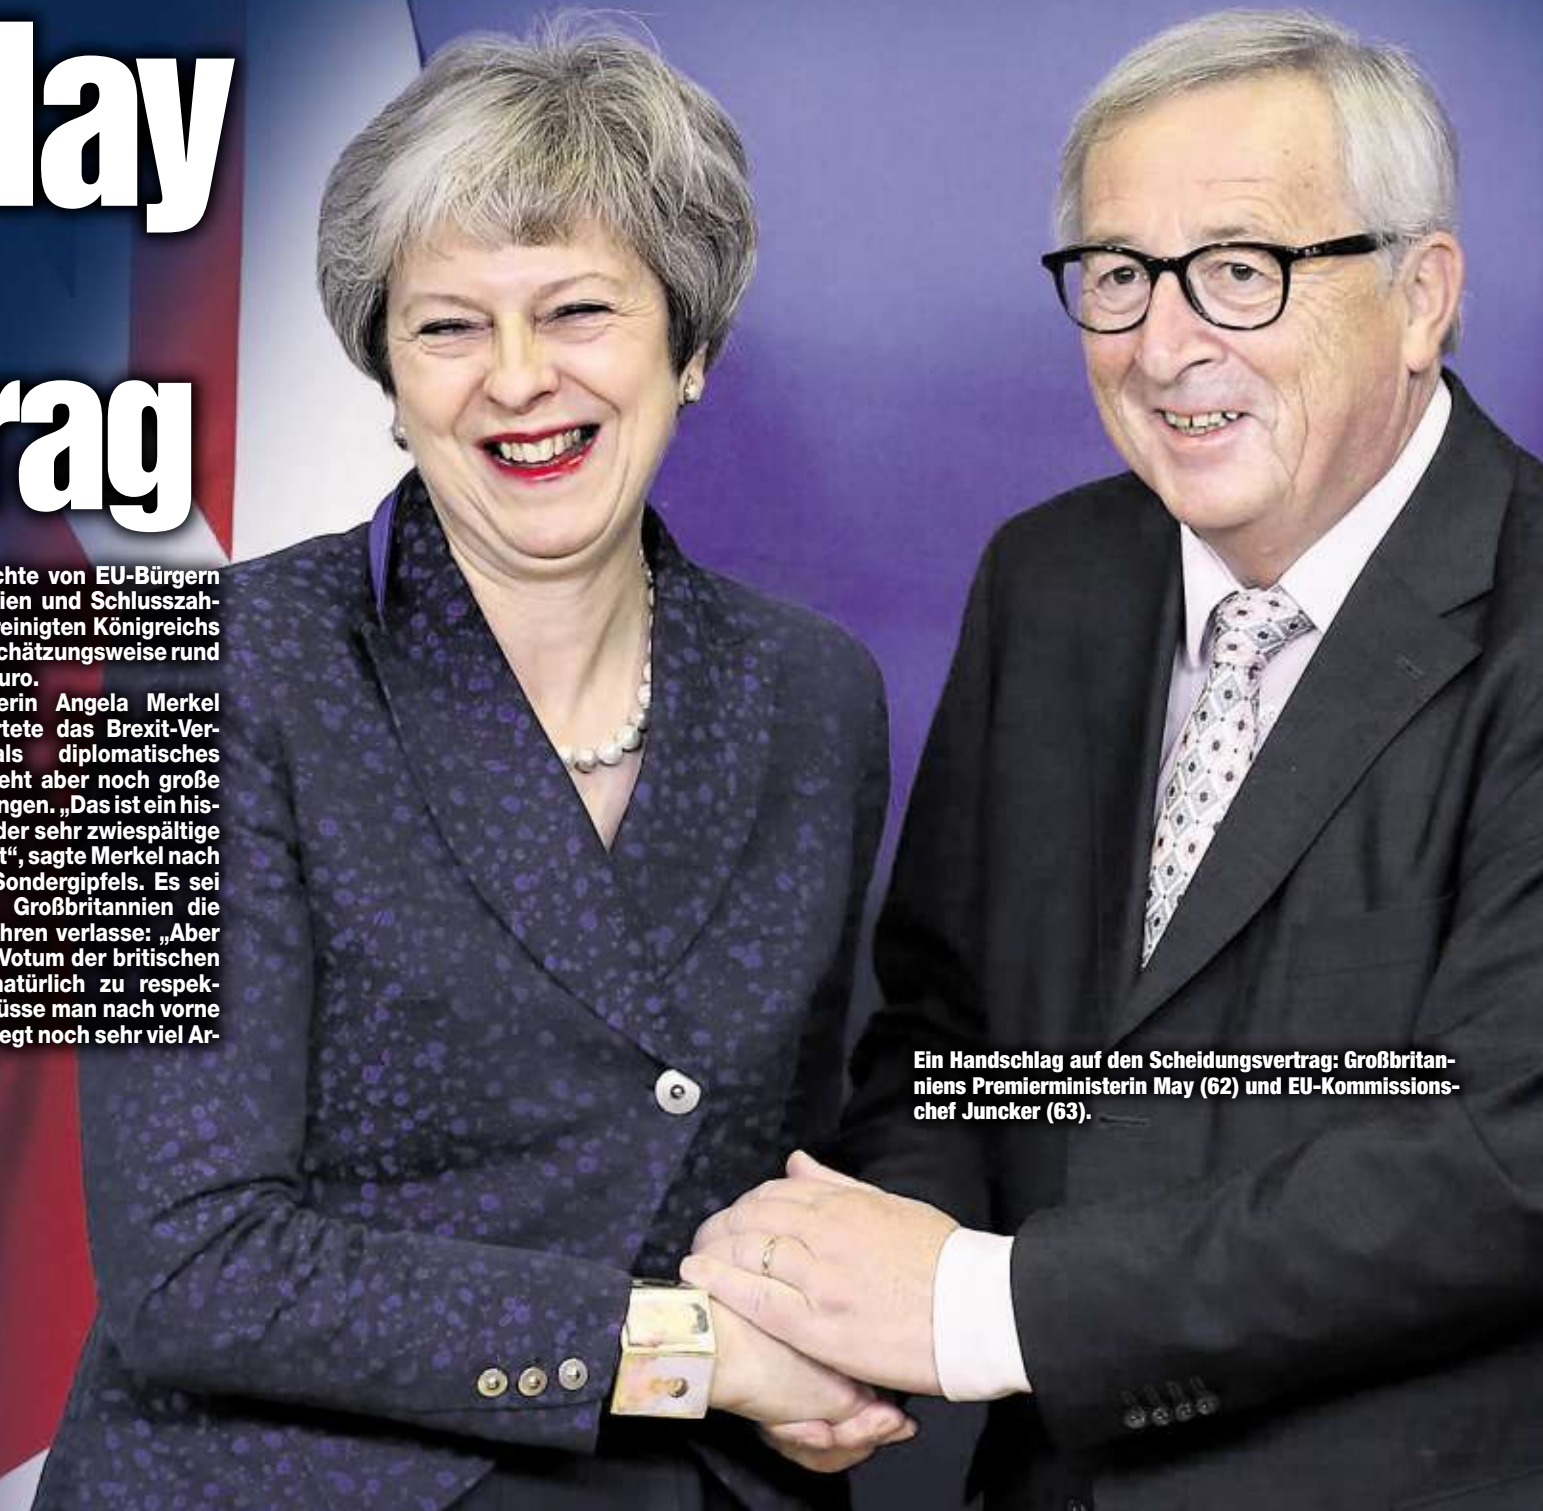 lay
rag
chte von EU-Bürgern
ien und Schlusszah-
reinigten Königreichs
chätzungsweise rund
uro.
erin Angela Merkel
rtete das Brexit-Ver-
als diplomatisches
eht aber noch große
ngen. „Das ist ein his-
der sehr zwiespältige
t“, sagte Merkel nach
Sondergipfels. Es sei
Großbritannien die
hren verlasse: „Aber
Votum der britischen
natürlich zu respek-
üsse man nach vorne
egt noch sehr viel Ar-
Ein Handschlag auf den Scheidungsvertrag: Großbritan-
niens Premierministerin May (62) und EU-Kommissions-
chef Juncker (63).